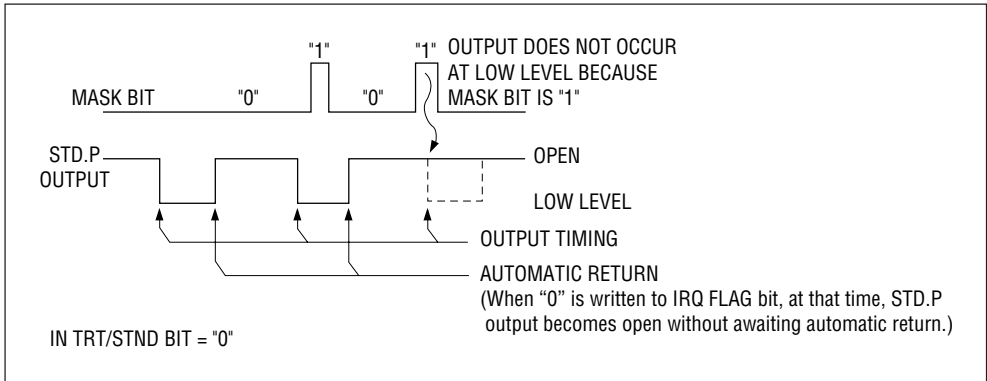 "1"
"1" OUTPUT DOES NOT OCCUR
AT LOW LEVEL BECAUSE
MASK BIT "0" "0" MASK BIT IS "1"
STD.P
OUTPUT
OPEN
LOW LEVEL
OUTPUT TIMING
AUTOMATIC RETURN
(When “0” is written to IRQ FLAG bit, at that time, STD.P
output becomes open without awaiting automatic return.)
IN TRT/STND BIT = "0"